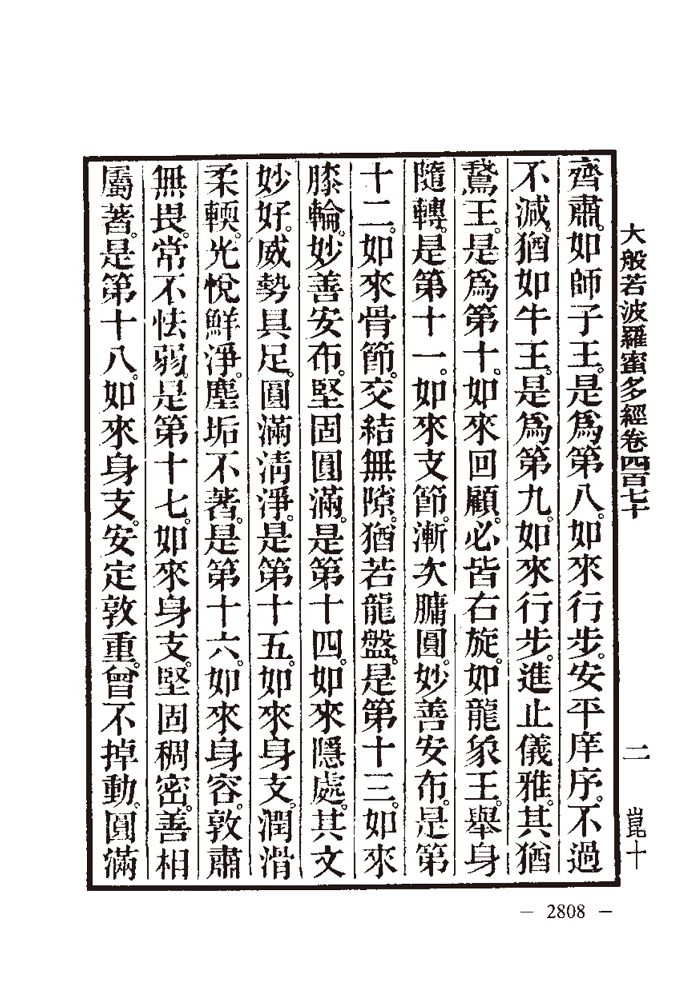 大般若波羅蜜多經卷四百七十
二
崑十
齊肅。如師子王。是爲第八。如來行步。安平庠序。不過
不減。猶如牛王。是爲第九。如來行步。進止儀雅。其猶
鵞王。是爲第十。如來回顧。必皆右旋。如龍象王。舉身
隨轉。是第十一。如來支節。漸次𦟛圓。妙善安布。是第
十二。如來骨節。交結無隙。猶若龍盤。是第十三。如來
膝輪。妙善安布。堅固圓滿。是第十四。如來隱處。其文
妙好。威勢具足。圓滿淸淨。是第十五。如來身支。潤滑
柔輭。光悅鮮淨。塵垢不著。是第十六。如來身容。敦肅
無畏。常不怯弱。是第十七。如來身支。堅固稠密。善相
屬著。是第十八。如來身支。安定敦重。曾不掉動。圓滿
— 2808 —